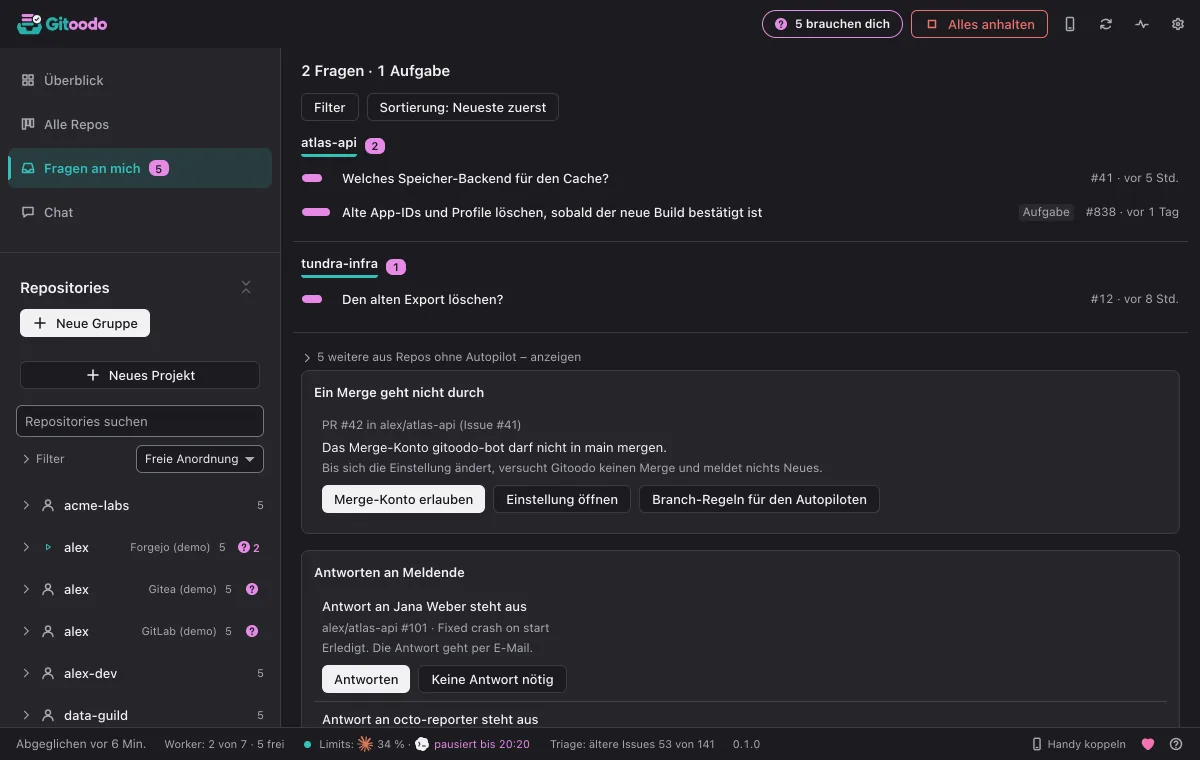 Gitoodo
5 brauchen dich
Alles anhalten
Überblick
Alle Repos
Fragen an mich 5
Chat
Repositories
Neue Gruppe
Neues Projekt
Repositories suchen
Filter
Freie Anordnung
acme-labs 5
alex Forgejo (demo) 5 ? 2
alex Gitea (demo) 5 ?
alex GitLab (demo) 5 ?
alex-dev 5
data-guild 5
2 Fragen · 1 Aufgabe
Filter
Sortierung: Neueste zuerst
atlas-api 2
Welches Speicher-Backend für den Cache? #41 · vor 5 Std.
Alte App-IDs und Profile löschen, sobald der neue Build bestätigt ist Aufgabe #838 · vor 1 Tag
tundra-infra 1
Den alten Export löschen? #12 · vor 8 Std.
5 weitere aus Repos ohne Autopilot – anzeigen
Ein Merge geht nicht durch
PR #42 in alex/atlas-api (Issue #41)
Das Merge-Konto gitoodo-bot darf nicht in main mergen.
Bis sich die Einstellung ändert, versucht Gitoodo keinen Merge und meldet nichts Neues.
Merge-Konto erlauben
Einstellung öffnen
Branch-Regeln für den Autopiloten
Antworten an Meldende
Antwort an Jana Weber steht aus
alex/atlas-api #101 · Fixed crash on start
Erledigt. Die Antwort geht per E-Mail.
Antworten
Keine Antwort nötig
Antwort an octo-reporter steht aus
Abgeglichen vor 6 Min. Worker: 2 von 7 · 5 frei Limits: 34 % · pausiert bis 20:20 Triage: ältere Issues 53 von 141 0.1.0 Handy koppeln